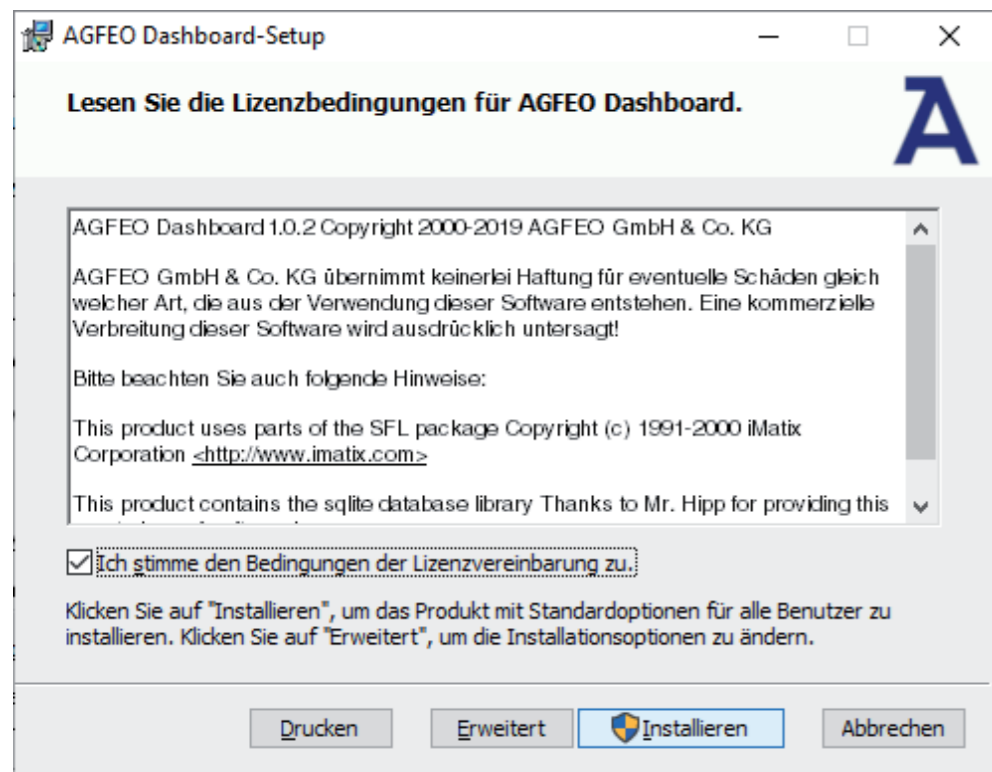 AGFEO Dashboard-Setup
Lesen Sie die Lizenzbedingungen für AGFEO Dashboard.
AGFEO Dashboard 1.0.2 Copyright 2000-2019 AGFEO GmbH & Co. KG
AGFEO GmbH & Co. KG übernimmt keinerlei Haftung für eventuelle Schäden gleich
welcher Art, die aus der Verwendung dieser Software entstehen. Eine kommerzielle
Verbreitung dieser Software wird ausdrücklich untersagt!
Bitte beachten Sie auch folgende Hinweise:
This product uses parts of the SFL package Copyright (c) 1991-2000 iMatix
Corporation <http://www.imatix.com>
This product contains the sqlite database library Thanks to Mr. Hipp for providing this
Ich stimme den Bedingungen der Lizenzvereinbarung zu.
Klicken Sie auf "Installieren", um das Produkt mit Standardoptionen für alle Benutzer zu
installieren. Klicken Sie auf "Erweitert", um die Installationsoptionen zu ändern.
Drucken Erweitert Installieren Abbrechen